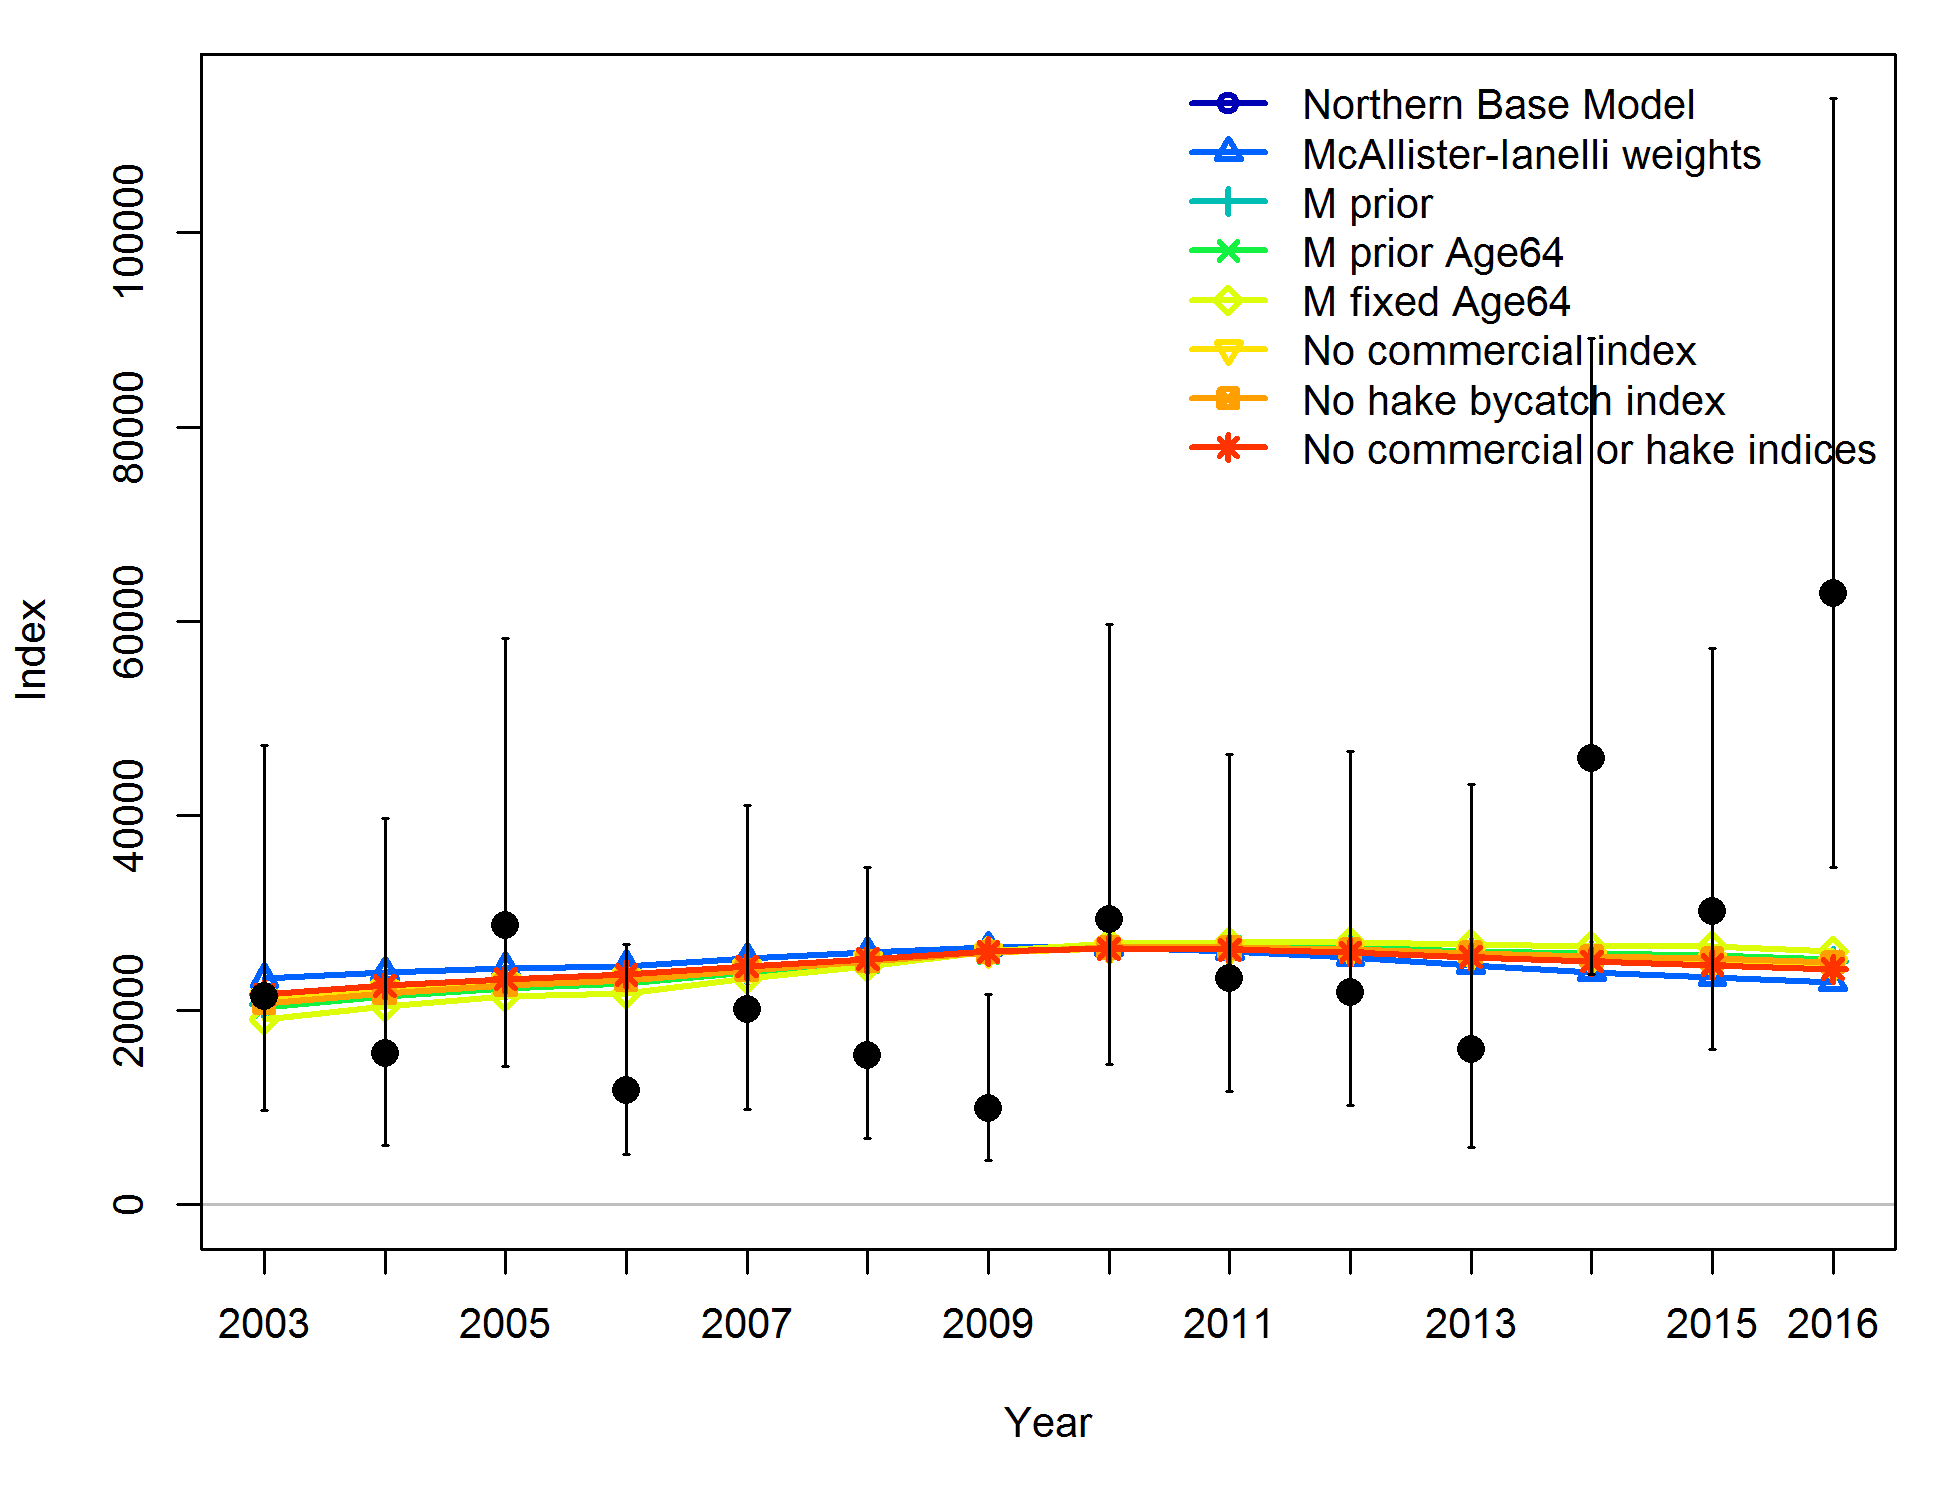 Northern Base Model
McAllister-Ianelli weights
M prior
M prior Age64
M fixed Age64
No commercial index
No hake bycatch index
No commercial or hake indices
Index
100000
80000
60000
40000
20000
0
2003 2005 2007 2009 2011 2013 2015 2016
Year